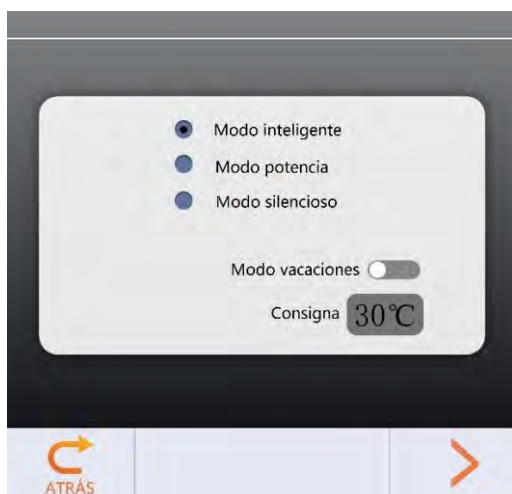 Modo inteligente
Modo potencia
Modo silencioso
Modo vacaciones
Consigna 30℃
ATRÁS